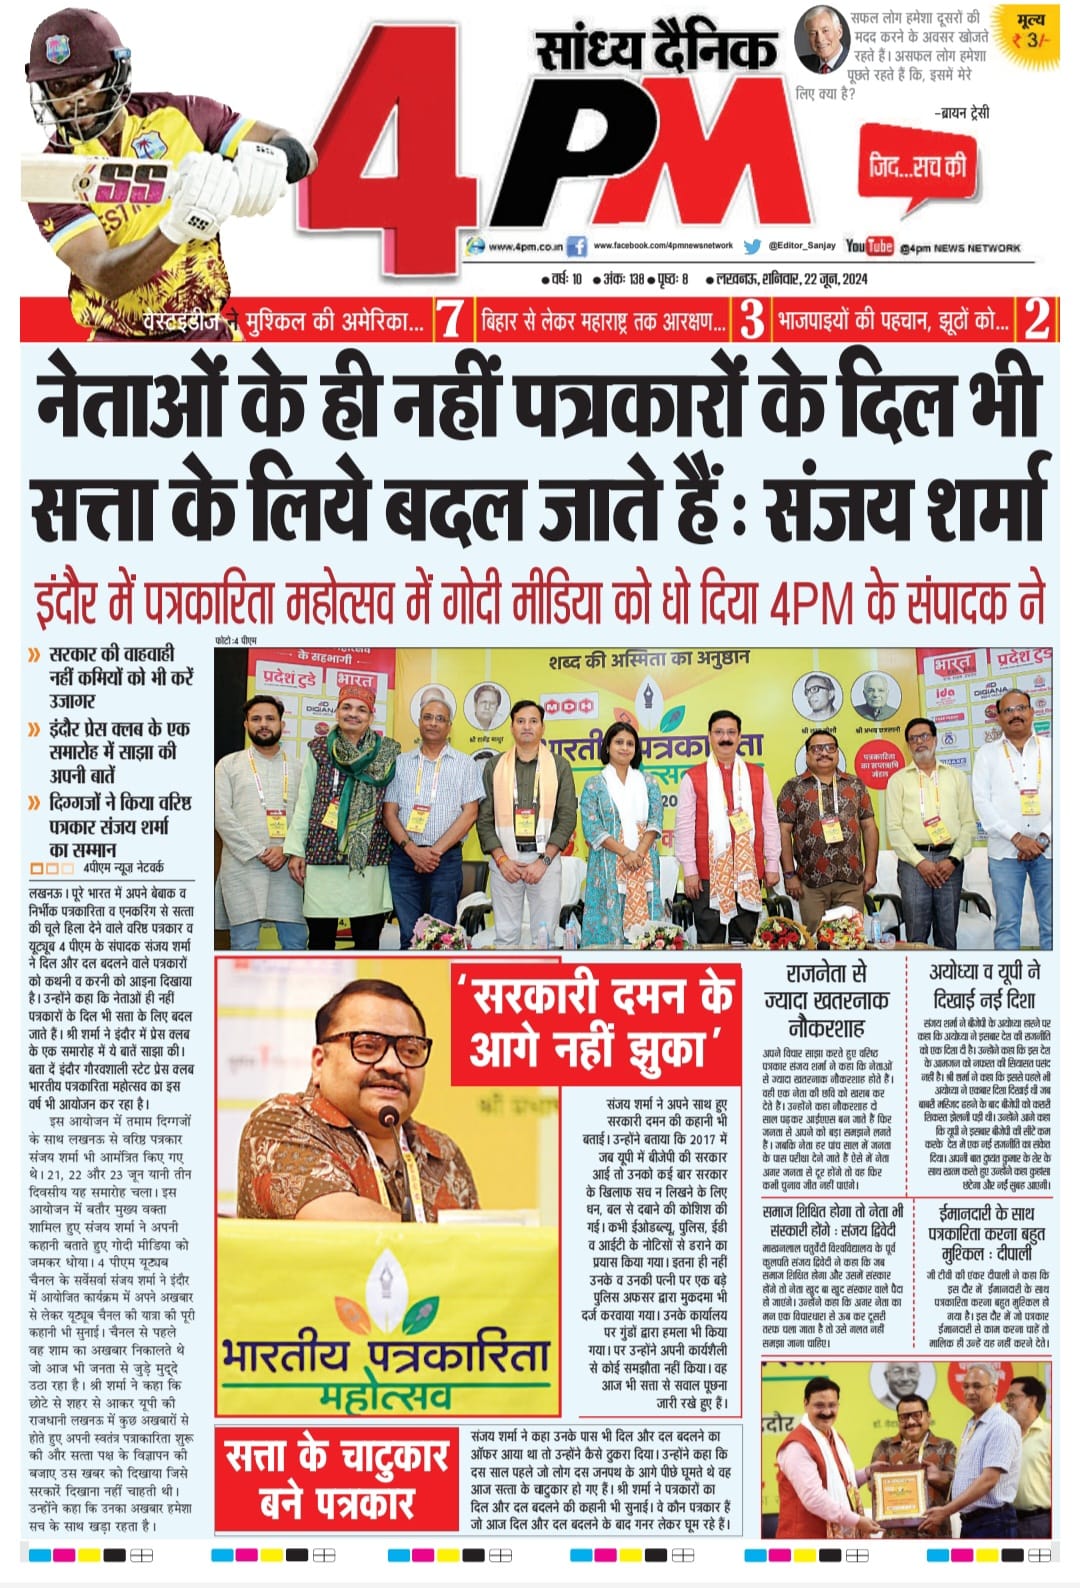 सफल लोग हमेशा दूसरों की
मदद करने के अवसर खोजते
रहते हैं। असफल लोग हमेशा
पूछते रहते हैं कि, इसमें मेरे
लिए क्या है?
-ब्रायन ट्रेसी
मूल्य
₹ 3/-
सांध्य दैनिक
4PM
जिद...सच की
www.4pm.co.in
www.facebook.com/4pmnewsnetwork
@Editor_Sanjay
YouTube @4pm NEWS NETWORK
• वर्ष: 10 • अंक: 138 • पृष्ठ: 8 • लखनऊ, शनिवार, 22 जून, 2024
वेस्टइंडीज ने मुश्किल की अमेरिका... 7
बिहार से लेकर महाराष्ट्र तक आरक्षण... 3
भाजपाइयों की पहचान, झूठों को... 2
नेताओं के ही नहीं पत्रकारों के दिल भी
सत्ता के लिये बदल जाते हैं : संजय शर्मा
इंदौर में पत्रकारिता महोत्सव में गोदी मीडिया को धो दिया 4PM के संपादक ने
» सरकार की वाहवाही
नहीं कमियों को भी करें
उजागर
» इंदौर प्रेस क्लब के एक
समारोह में साझा की
अपनी बातें
» दिग्गजों ने किया वरिष्ठ
पत्रकार संजय शर्मा
का सम्मान
4पीएम न्यूज़ नेटवर्क
लखनऊ। पूरे भारत में अपने बेबाक व
निर्भीक पत्रकारिता व एनकरिंग से सत्ता
की चूले हिला देने वाले वरिष्ठ पत्रकार व
यूट्यूब 4 पीएम के संपादक संजय शर्मा
ने दिल और दल बदलने वाले पत्रकारों
को कथनी व करनी को आइना दिखाया
है। उन्होंने कहा कि नेताओं ही नहीं
पत्रकारों के दिल भी सता के लिए बदल
जाते हैं। श्री शर्मा ने इंदौर में प्रेस क्लब
के एक समारोह में ये बातें साझा की।
बता दें इंदौर गौरवशाली स्टेट प्रेस क्लब
भारतीय पत्रकारिता महोत्सव का इस
वर्ष भी आयोजन कर रहा है।
इस आयोजन में तमाम दिग्गजों
के साथ लखनऊ से वरिष्ठ पत्रकार
संजय शर्मा भी आमंत्रित किए गए
थे। 21, 22 और 23 जून यानी तीन
दिवसीय यह समारोह चला। इस
आयोजन में बतौर मुख्य वक्ता
शामिल हुए संजय शर्मा ने अपनी
कहानी बताते हुए गोदी मीडिया को
जमकर धोया। 4 पीएम यूट्यूब
चैनल के सर्वेसर्वा संजय शर्मा ने इंदौर
में आयोजित कार्यक्रम में अपने अखबार
से लेकर यूट्यूब चैनल की यात्रा की पूरी
कहानी भी सुनाई। चैनल से पहले
वह शाम का अखबार निकालते थे
जो आज भी जनता से जुड़े मुद्दे
उठा रहा है। श्री शर्मा ने कहा कि
छोटे से शहर से आकर यूपी की
राजधानी लखनऊ में कुछ अखबारों से
होते हुए अपनी स्वतंत्र पत्राकारिता शुरू
की और सत्ता पक्ष के विज्ञापन की
बजाए उस खबर को दिखाया जिसे
सरकारें दिखाना नहीं चाहती थी।
उन्होंने कहा कि उनका अखबार हमेशा
सच के साथ खड़ा रहता है।
फोटो:4 पीएम
के सहभागी
प्रदेश टुडे
भारत
DIGIANA
शब्द की अस्मिता का अनुष्ठान
MDH
भारतीय पत्रकारिता
भारत
प्रदेश टुडे
ida
DIGIANA
पत्रकारिता
का सप्तऋषि
मंडल
‘सरकारी दमन के
आगे नहीं झुका’
संजय शर्मा ने अपने साथ हुए
सरकारी दमन की कहानी भी
बताई। उन्होंने बताया कि 2017 में
जब यूपी में बीजेपी की सरकार
आई तो उनको कई बार सरकार
के खिलाफ सच न लिखने के लिए
धन, बल से दबाने की कोशिश की
गई। कभी ईओडब्ल्यू, पुलिस, ईडी
व आईटी के नोटिसों से डराने का
प्रयास किया गया। इतना ही नहीं
उनके व उनकी पत्नी पर एक बड़े
पुलिस अफसर द्वारा मुकदमा भी
दर्ज करवाया गया। उनके कार्यालय
पर गुंडों द्वारा हमला भी किया
गया। पर उन्होंने अपनी कार्यशैली
से कोई समझौता नहीं किया। वह
आज भी सत्ता से सवाल पूछना
जारी रखे हुए हैं।
भारतीय पत्रकारिता
महोत्सव
सत्ता के चाटुकार
बने पत्रकार
संजय शर्मा ने कहा उनके पास भी दिल और दल बदलने का
ऑफर आया था तो उन्होंने कैसे ठुकरा दिया। उन्होंने कहा कि
दस साल पहले जो लोग दस जनपथ के आगे पीछे घूमते थे वह
आज सत्ता के चाटुकार हो गए हैं। श्री शर्मा ने पत्रकारों का
दिल और दल बदलने की कहानी भी सुनाई। वे कौन पत्रकार हैं
जो आज दिल और दल बदलने के बाद गनर लेकर घूम रहे हैं।
राजनेता से
ज्यादा खतरनाक
नौकरशाह
अपने विचार साझा करते हुए वरिष्ठ
पत्रकार संजय शर्मा ने कहा कि नेताओं
से ज्यादा खतरनाक नौकरशाह होते है।
वही एक नेता की छवि को खराब कर
देते हैं। उन्होंने कहा नौकरशाह दो
साल पढ़कर आईएएस बन जाते हैं फिर
जनता से अपने को बड़ा समझने लगते
हैं। जबकि नेता हर पांच साल में जनता
के पास परीक्षा देने जाते हैं ऐसे में नेता
अगर जनता से दूर होंगे तो वह फिर
कभी चुनाव जीत नहीं पाएंगे।
अयोध्या व यूपी ने
दिखाई नई दिशा
संजय शर्मा ने बीजेपी के अयोध्या हारने पर
कहा कि अयोध्या ने इसबार देश की राजनीति
को एक दिशा दी है। उन्होंने कहा कि इस देश
के आमजन को नफरत की सियासत पसंद
नहीं है। श्री शर्मा ने कहा कि इससे पहले भी
अयोध्या ने एकबार दिशा दिखाई थी जब
बाबरी मस्जिद ढहने के बाद बीजेपी को करारी
शिकस्त झेलनी पड़ी थी। उन्होंने आगे कहा
कि यूपी ने इसबार बीजेपी की सीटें कम
करके देश में एक नई राजनीति का संकेत
दिया। अपनी बात दुष्यंत कुमार के शेर के
साथ खत्म करते हुए उन्होंने कहा कुहासा
छंटेगा और नई सुबह आएगी।
समाज शिक्षित होगा तो नेता भी
संस्कारी होंगे : संजय द्विवेदी
माखनलाल चतुर्वेदी विश्वविद्यालय के पूर्व
कुलपति संजय द्विवेदी ने कहा कि जब
समाज शिक्षित होगा और उसमें संस्कार
होंगे तो नेता खुद बा खुद संस्कार वाले पैदा
हो जाएंगे। उन्होंने कहा कि अगर नेता का
मन एक विचारधारा से ऊब कर दूसरी
तरफ चला जाता है तो उसे गलत नहीं
समझा जाना चाहिए।
ईमानदारी के साथ
पत्रकारिता करना बहुत
मुश्किल : दीपाली
जी टीवी की एंकर दीपाली ने कहा कि
इस दौर में ईमानदारी के साथ
पत्रकारिता करना बहुत मुश्किल हो
गया है। इस दौर में जो पत्रकार
ईमानदारी से काम करना चाहें तो
मालिक ही उन्हें यह नहीं करने देते।
इंदौर